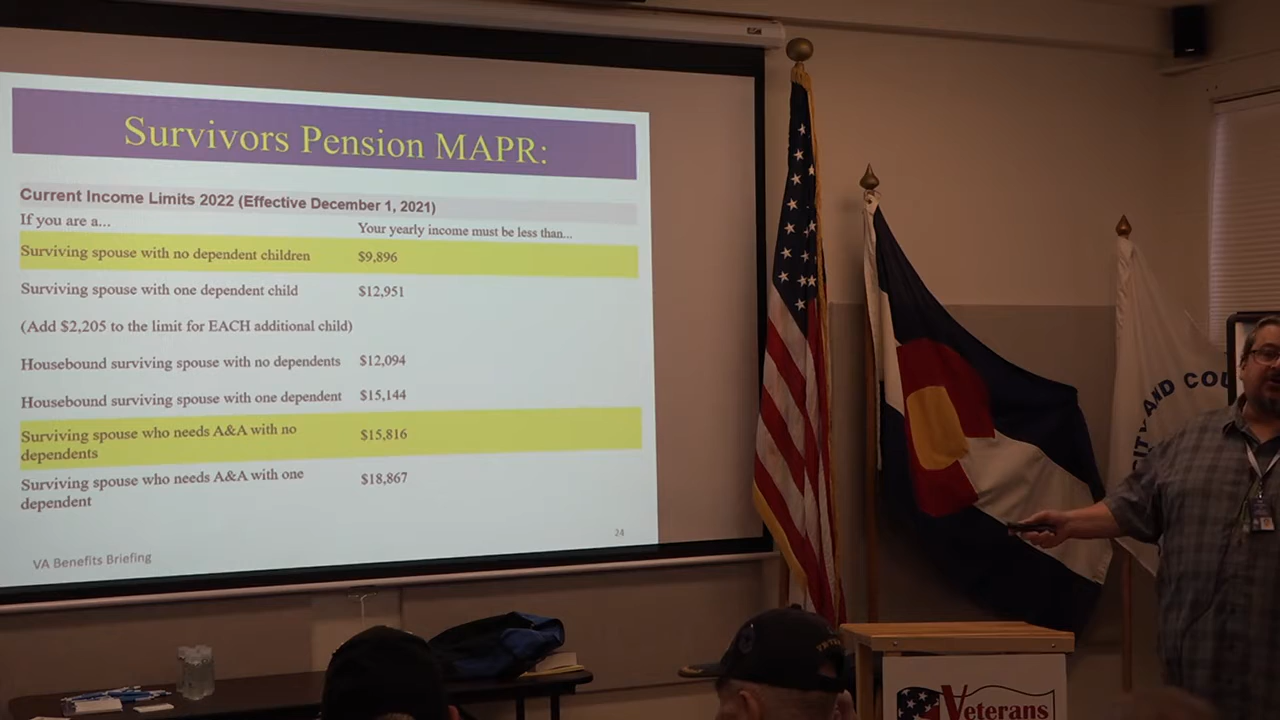 Survivors Pension MAPR:
Current Income Limits 2022 (Effective December 1, 2021)
If you are a... Your yearly income must be less than...
Surviving spouse with no dependent children $9,896
Surviving spouse with one dependent child $12,951
(Add $2,205 to the limit for EACH additional child)
Housebound surviving spouse with no dependents $12,094
Housebound surviving spouse with one dependent $15,144
Surviving spouse who needs A&A with no
dependents $15,816
Surviving spouse who needs A&A with one
dependent $18,867
24
VA Benefits Briefing
CITY AND COU
Veterans